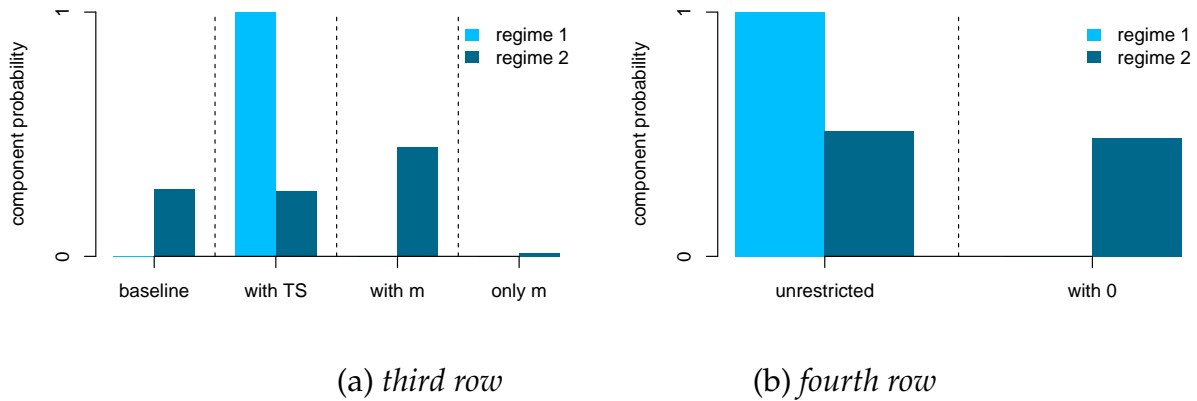 component probability
1
0
regime 1
regime 2
baseline
with TS
with m
only m
component probability
1
0
regime 1
regime 2
unrestricted
with 0
(a) third row
(b) fourth row